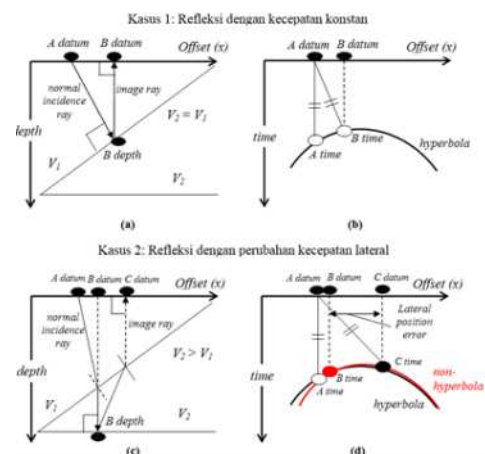 Kasus 1: Refleksi dengan kecepatan konstan
A datum B datum Offset (x)
normal incidence ray
image ray
V2 = V1
depth
V1
B depth
V2
(a)
A datum B datum Offset (x)
time
A time
B time
hyperbola
(b)
Kasus 2: Refleksi dengan perubahan kecepatan lateral
A datum B datum C datum Offset (x)
normal incidence ray
image ray
V2 > V1
depth
V1
V2
B depth
(c)
A datum B datum C datum Offset (x)
Lateral position error
time
A time
B time
C time
non-hyperbola
hyperbola
(d)